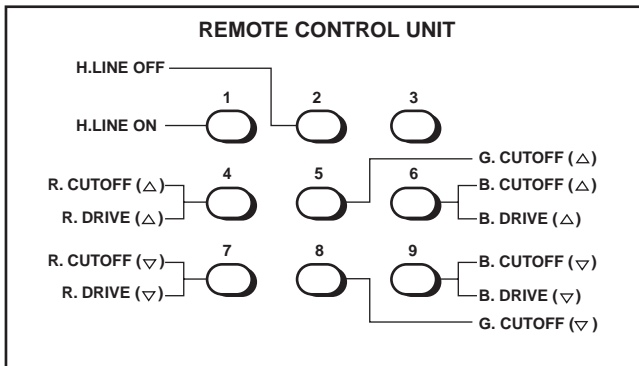 REMOTE CONTROL UNIT
H.LINE OFF
1 2 3
H.LINE ON
G. CUTOFF (△)
R. CUTOFF (△) 4 5 6 B. CUTOFF (△)
R. DRIVE (△) B. DRIVE (△)
R. CUTOFF (▽) 7 8 9 B. CUTOFF (▽)
R. DRIVE (▽) B. DRIVE (▽)
G. CUTOFF (▽)